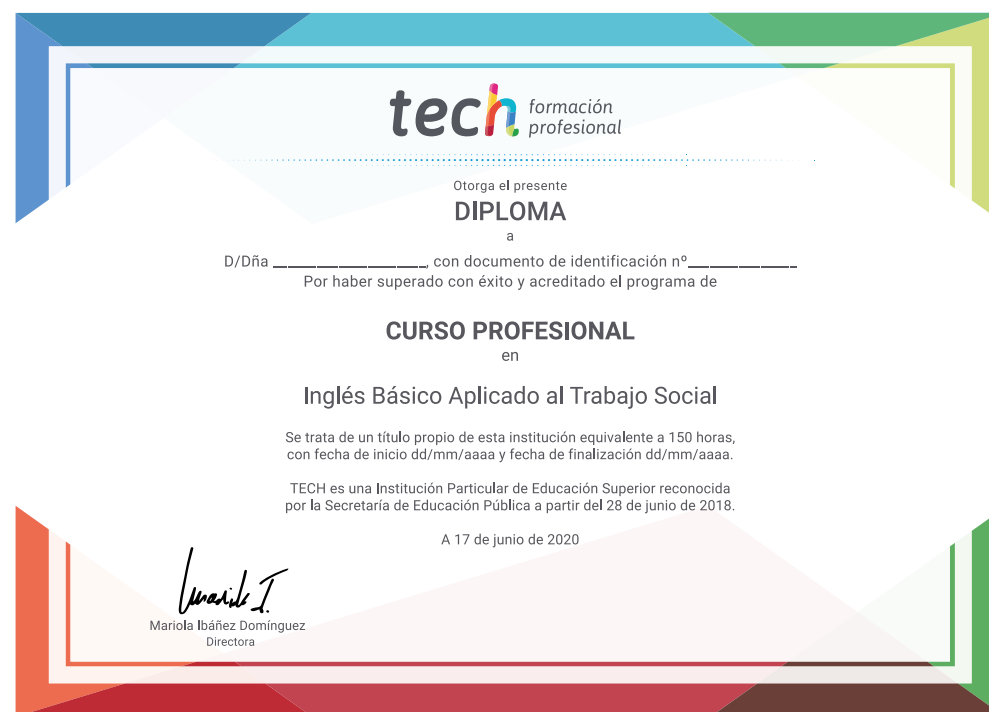 tech formación
profesional
Otorga el presente
DIPLOMA
a
D/Dña ______________________, con documento de identificación nº_______________
Por haber superado con éxito y acreditado el programa de
CURSO PROFESIONAL
en
Inglés Básico Aplicado al Trabajo Social
Se trata de un título propio de esta institución equivalente a 150 horas,
con fecha de inicio dd/mm/aaaa y fecha de finalización dd/mm/aaaa.
TECH es una Institución Particular de Educación Superior reconocida
por la Secretaría de Educación Pública a partir del 28 de junio de 2018.
A 17 de junio de 2020
Mariola Ibáñez Domínguez
Directora